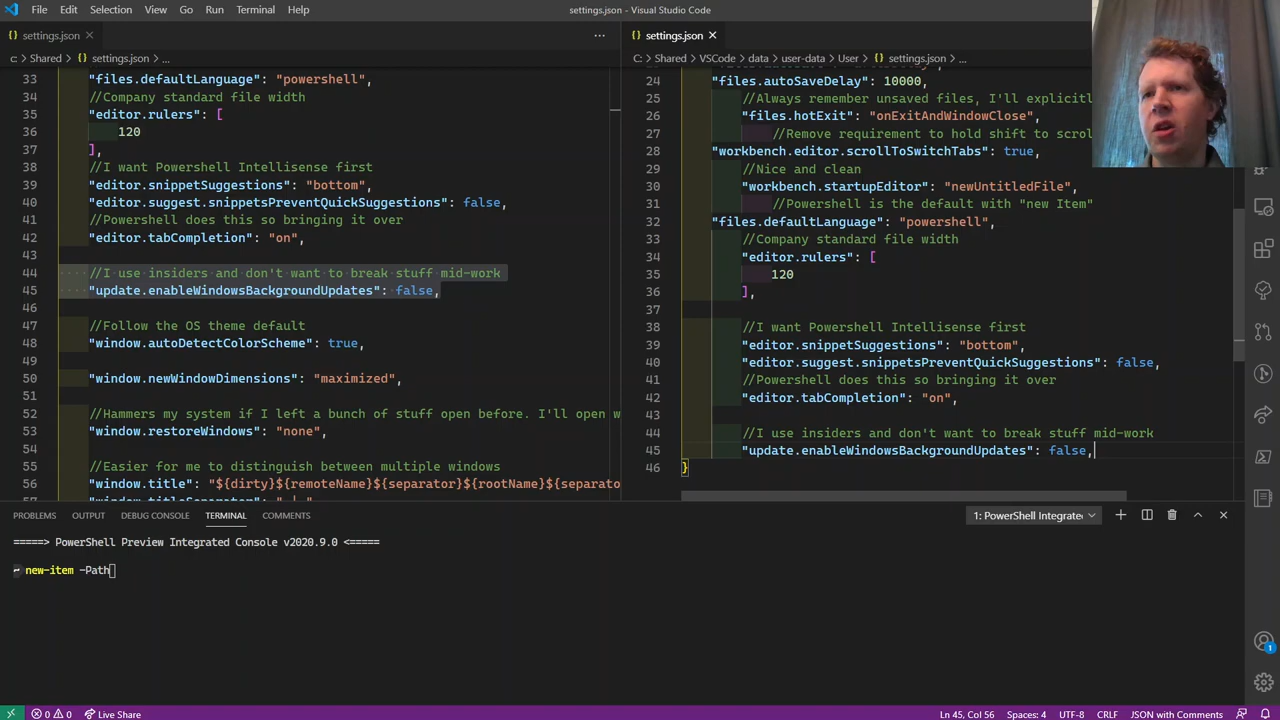 File Edit Selection View Go Run Terminal Help
settings.json - Visual Studio Code
settings.json
c: > Shared > settings.json > ...
33 "files.defaultLanguage": "powershell",
34 //Company standard file width
35 "editor.rulers": [
36 120
37 ],
38 //I want Powershell Intellisense first
39 "editor.snippetSuggestions": "bottom",
40 "editor.suggest.snippetsPreventQuickSuggestions": false,
41 //Powershell does this so bringing it over
42 "editor.tabCompletion": "on",
43
44 //I use insiders and don't want to break stuff mid-work
45 "update.enableWindowsBackgroundUpdates": false,
46
47 //Follow the OS theme default
48 "window.autoDetectColorScheme": true,
49
50 "window.newWindowDimensions": "maximized",
51
52 //Hammers my system if I left a bunch of stuff open before. I'll open w
53 "window.restoreWindows": "none",
54
55 //Easier for me to distinguish between multiple windows
56 "window.title": "${dirty}${remoteName}${separator}${rootName}${separato
57
settings.json
C: > Shared > VSCode > data > user-data > User > settings.json > ...
24 "files.autoSaveDelay": 10000,
25 //Always remember unsaved files, I'll explicitl
26 "files.hotExit": "onExitAndWindowClose",
27 //Remove requirement to hold shift to scrol
28 "workbench.editor.scrollToSwitchTabs": true,
29 //Nice and clean
30 "workbench.startupEditor": "newUntitledFile",
31 //Powershell is the default with "new Item"
32 "files.defaultLanguage": "powershell",
33 //Company standard file width
34 "editor.rulers": [
35 120
36 ],
37
38 //I want Powershell Intellisense first
39 "editor.snippetSuggestions": "bottom",
40 "editor.suggest.snippetsPreventQuickSuggestions": false,
41 //Powershell does this so bringing it over
42 "editor.tabCompletion": "on",
43
44 //I use insiders and don't want to break stuff mid-work
45 "update.enableWindowsBackgroundUpdates": false,
46 }
PROBLEMS OUTPUT DEBUG CONSOLE TERMINAL COMMENTS
1: PowerShell Integrate
=====> PowerShell Preview Integrated Console v2020.9.0 <=====
new-item -Path
1
0 0 Live Share
Ln 45, Col 56 Spaces: 4 UTF-8 CRLF JSON with Comments